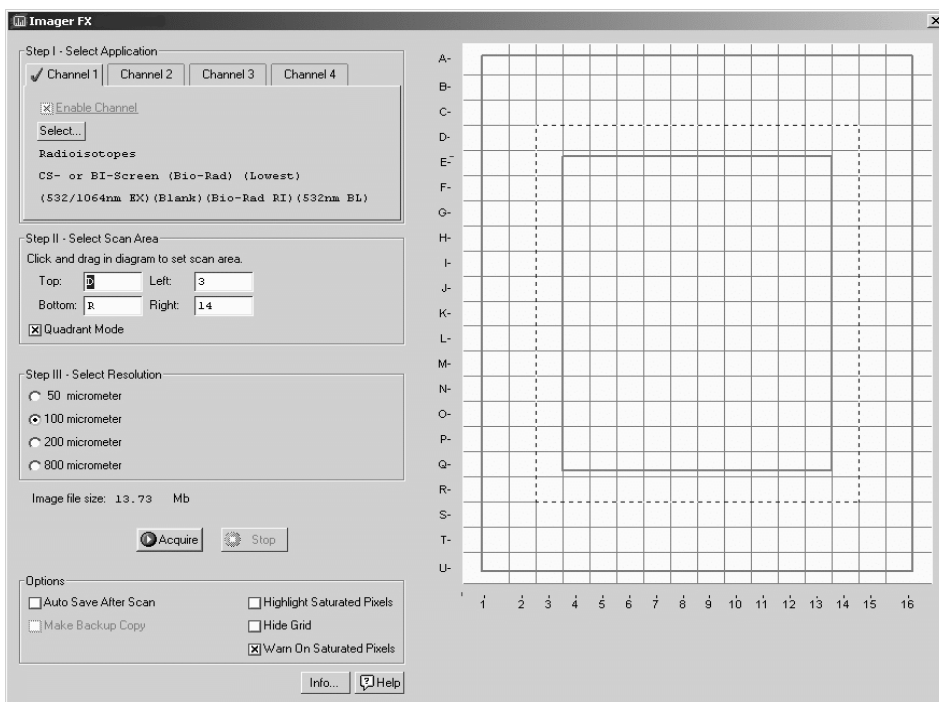 Imager FX
Step I - Select Application
Channel 1 Channel 2 Channel 3 Channel 4
Enable Channel
Select...
Radioisotopes
CS- or BI-Screen (Bio-Rad) (Lowest)
(532/1064nm EX)(Blank)(Bio-Rad RI)(532nm BL)
Step II - Select Scan Area
Click and drag in diagram to set scan area.
Top: D Left: 3
Bottom: R Right: 14
Quadrant Mode
Step III - Select Resolution
50 micrometer
100 micrometer
200 micrometer
800 micrometer
Image file size: 13.73 Mb
Acquire Stop
Options
Auto Save After Scan Highlight Saturated Pixels
Make Backup Copy Hide Grid
Warn On Saturated Pixels
Info... Help
A-
B-
C-
D-
E-
F-
G-
H-
I-
J-
K-
L-
M-
N-
O-
P-
Q-
R-
S-
T-
U-
1 2 3 4 5 6 7 8 9 10 11 12 13 14 15 16